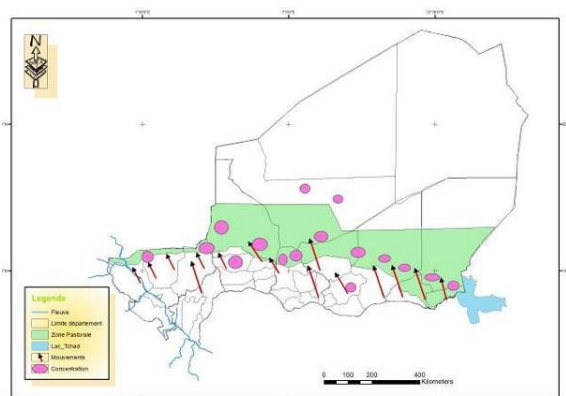 N
Legende
Fleuve
Limite département
Zone Pastorale
Lac_Tchad
Mouvements
Concentration
0 100 200 400
Kilometers